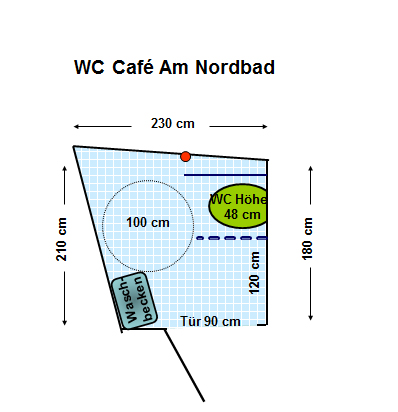 WC Café Am Nordbad
230 cm
210 cm
100 cm
WC Höhe
48 cm
180 cm
120 cm
Wasch-
becken
Tür 90 cm